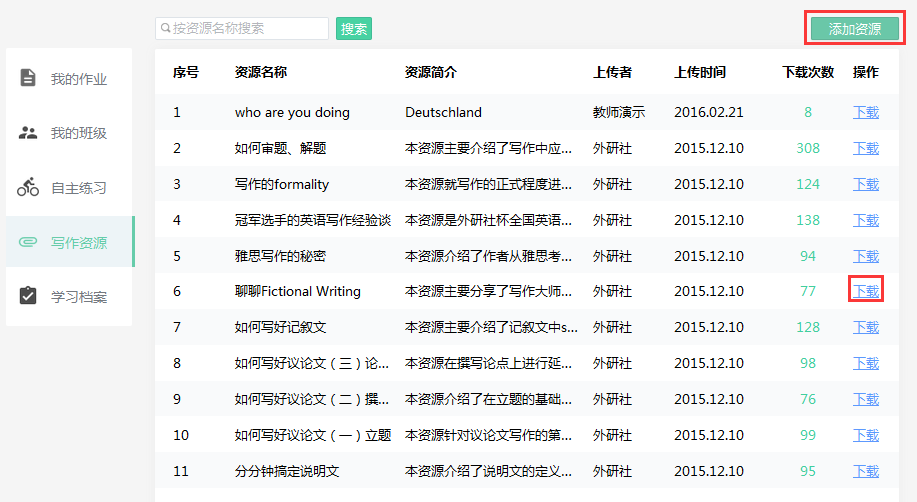 按资源名称搜索 搜索 添加资源
我的作业
我的班级
自主练习
写作资源
学习档案
序号 资源名称 资源简介 上传者 上传时间 下载次数 操作
1 who are you doing Deutschland 教师演示 2016.02.21 8 下载
2 如何审题、解题 本资源主要介绍了写作中应... 外研社 2015.12.10 308 下载
3 写作的formality 本资源就写作的正式程度进... 外研社 2015.12.10 124 下载
4 冠军选手的英语写作经验谈 本资源是外研社杯全国英语... 外研社 2015.12.10 138 下载
5 雅思写作的秘密 本资源介绍了作者从雅思考... 外研社 2015.12.10 94 下载
6 聊聊Fictional Writing 本资源主要分享了写作大师... 外研社 2015.12.10 77 下载
7 如何写好记叙文 本资源主要介绍了记叙文中s... 外研社 2015.12.10 128 下载
8 如何写好议论文（三）论... 本资源在撰写论点上进行延... 外研社 2015.12.10 98 下载
9 如何写好议论文（二）撰... 本资源介绍了在立题的基础... 外研社 2015.12.10 76 下载
10 如何写好议论文（一）立题 本资源针对议论文写作的第... 外研社 2015.12.10 99 下载
11 分分钟搞定说明文 本资源介绍了说明文的定义... 外研社 2015.12.10 95 下载